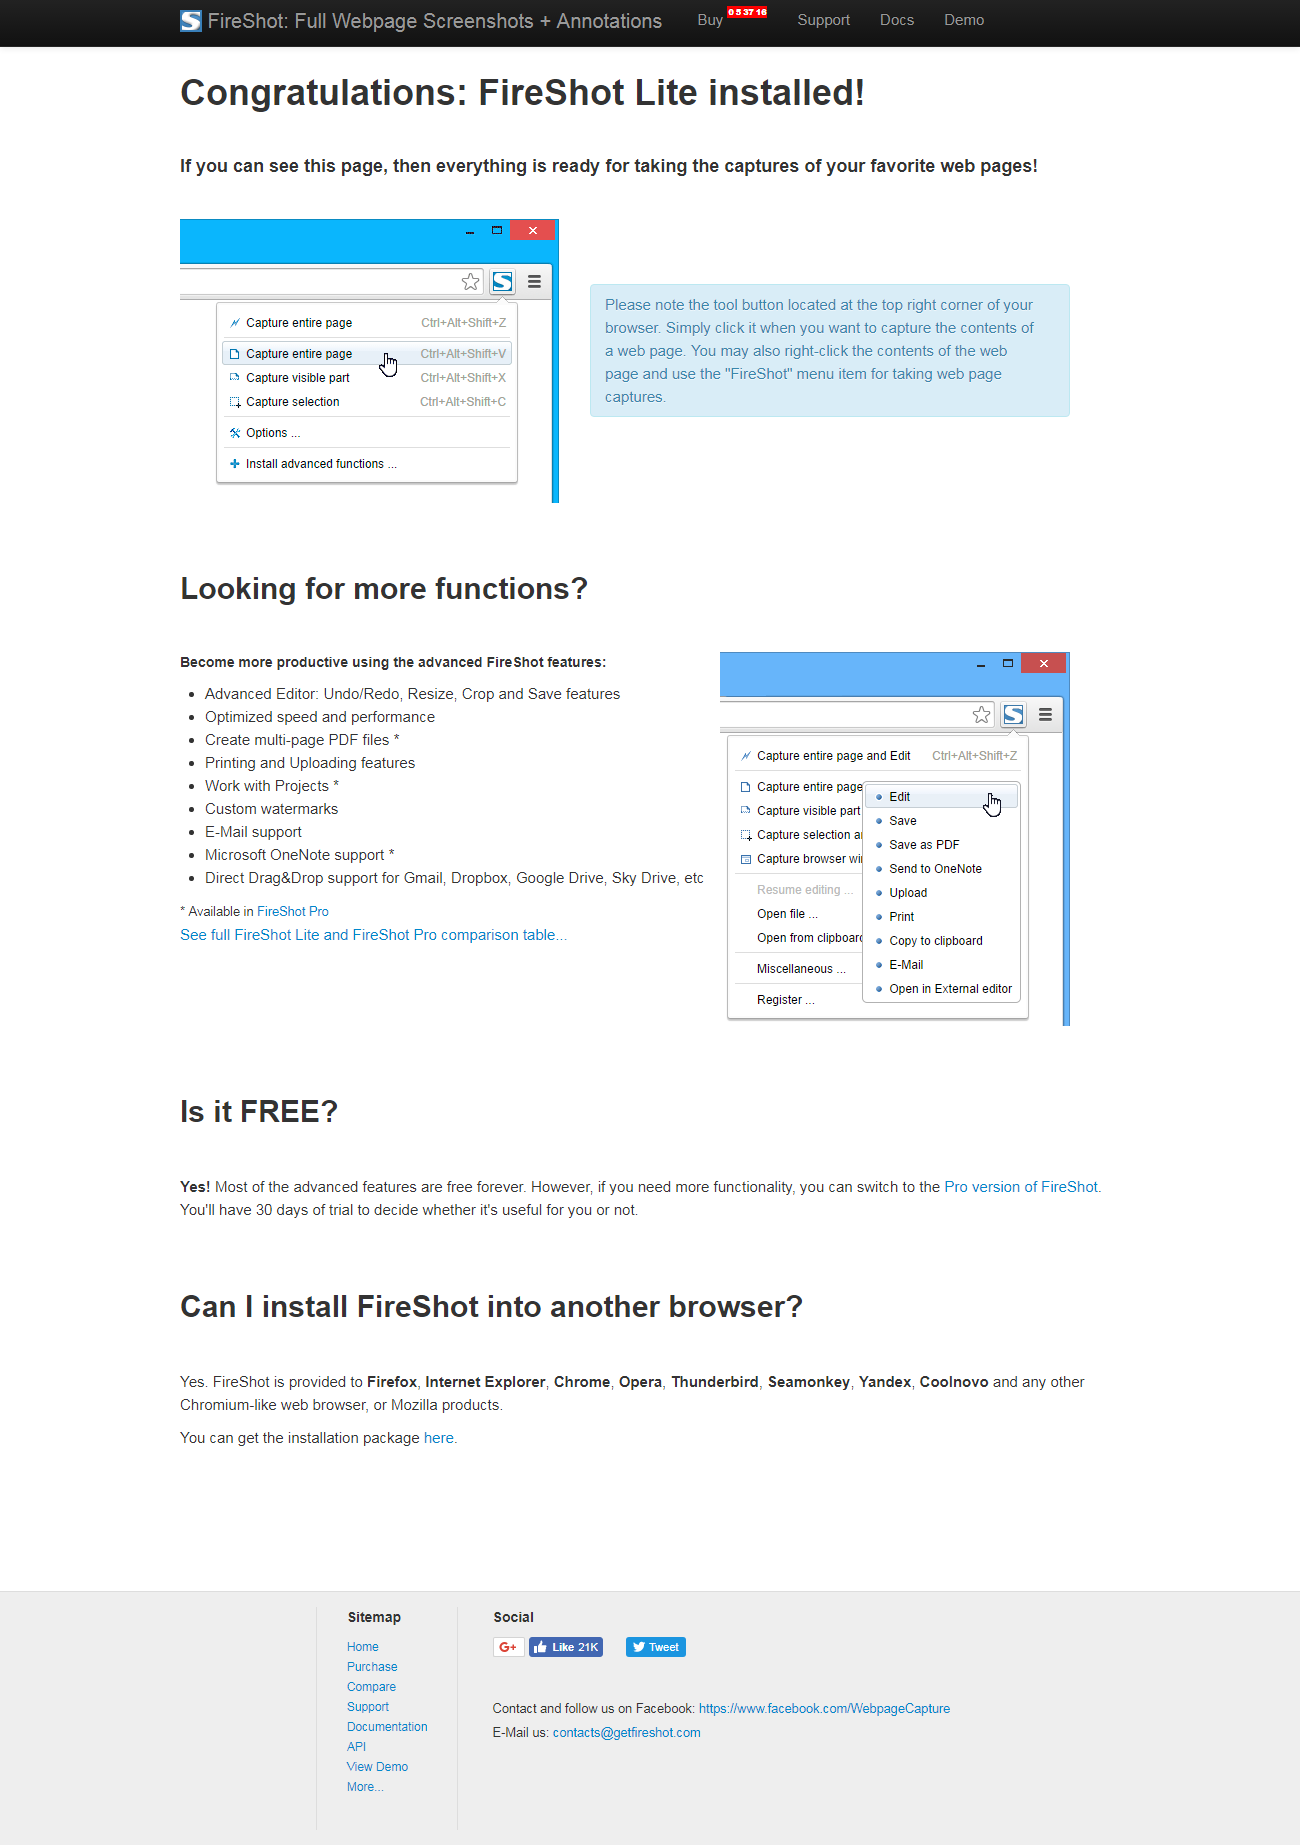 FireShot: Full Webpage Screenshots + Annotations Buy 0 5 37 16 Support Docs Demo
Congratulations: FireShot Lite installed!
If you can see this page, then everything is ready for taking the captures of your favorite web pages!
Capture entire page Ctrl+Alt+Shift+Z
Capture entire page Ctrl+Alt+Shift+V
Capture visible part Ctrl+Alt+Shift+X
Capture selection Ctrl+Alt+Shift+C
Options ...
Install advanced functions ...
Please note the tool button located at the top right corner of your
browser. Simply click it when you want to capture the contents of
a web page. You may also right-click the contents of the web
page and use the "FireShot" menu item for taking web page
captures.
Looking for more functions?
Become more productive using the advanced FireShot features:
Advanced Editor: Undo/Redo, Resize, Crop and Save features
Optimized speed and performance
Create multi-page PDF files *
Printing and Uploading features
Work with Projects *
Custom watermarks
E-Mail support
Microsoft OneNote support *
Direct Drag&Drop support for Gmail, Dropbox, Google Drive, Sky Drive, etc
* Available in FireShot Pro
See full FireShot Lite and FireShot Pro comparison table...
Capture entire page and Edit Ctrl+Alt+Shift+Z
Capture entire page
Capture visible part
Capture selection a
Capture browser wi
Resume editing ...
Open file ...
Open from clipboard
Miscellaneous ...
Register ...
Edit
Save
Save as PDF
Send to OneNote
Upload
Print
Copy to clipboard
E-Mail
Open in External editor
Is it FREE?
Yes! Most of the advanced features are free forever. However, if you need more functionality, you can switch to the Pro version of FireShot.
You'll have 30 days of trial to decide whether it's useful for you or not.
Can I install FireShot into another browser?
Yes. FireShot is provided to Firefox, Internet Explorer, Chrome, Opera, Thunderbird, Seamonkey, Yandex, Coolnovo and any other
Chromium-like web browser, or Mozilla products.
You can get the installation package here.
Sitemap
Home
Purchase
Compare
Support
Documentation
API
View Demo
More...
Social
G+ Like 21K Tweet
Contact and follow us on Facebook: https://www.facebook.com/WebpageCapture
E-Mail us: contacts@getfireshot.com